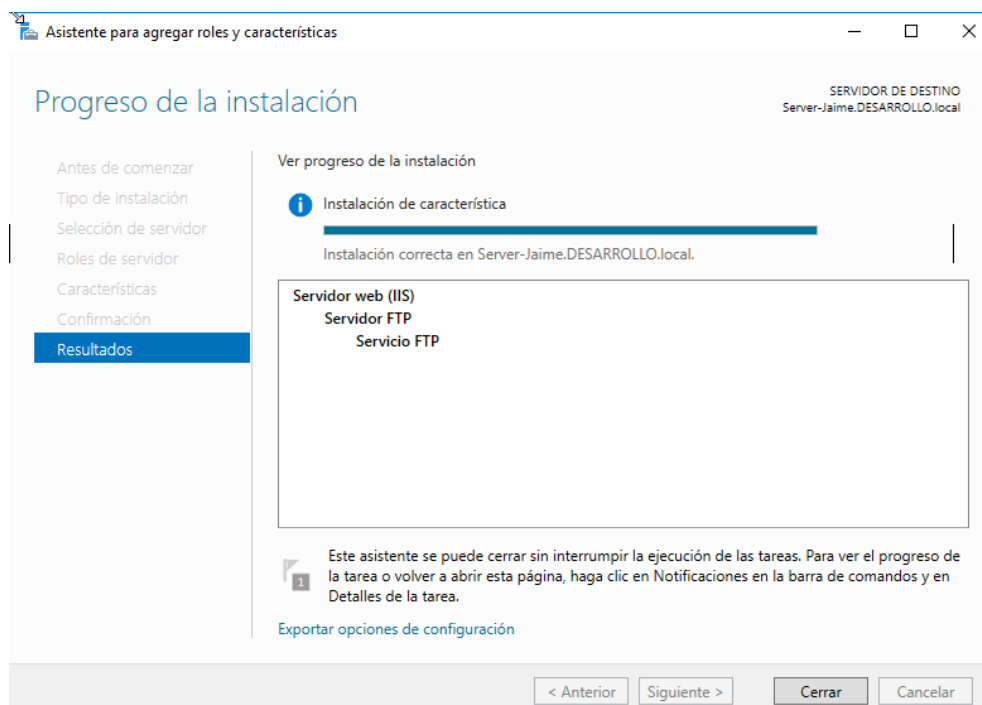 Asistente para agregar roles y características
Progreso de la instalación
SERVIDOR DE DESTINO
Server-Jaime.DESARROLLO.local
Antes de comenzar
Tipo de instalación
Selección de servidor
Roles de servidor
Características
Confirmación
Resultados
Ver progreso de la instalación
Instalación de característica
Instalación correcta en Server-Jaime.DESARROLLO.local.
Servidor web (IIS)
Servidor FTP
Servicio FTP
1
Este asistente se puede cerrar sin interrumpir la ejecución de las tareas. Para ver el progreso de
la tarea o volver a abrir esta página, haga clic en Notificaciones en la barra de comandos y en
Detalles de la tarea.
Exportar opciones de configuración
< Anterior
Siguiente >
Cerrar
Cancelar